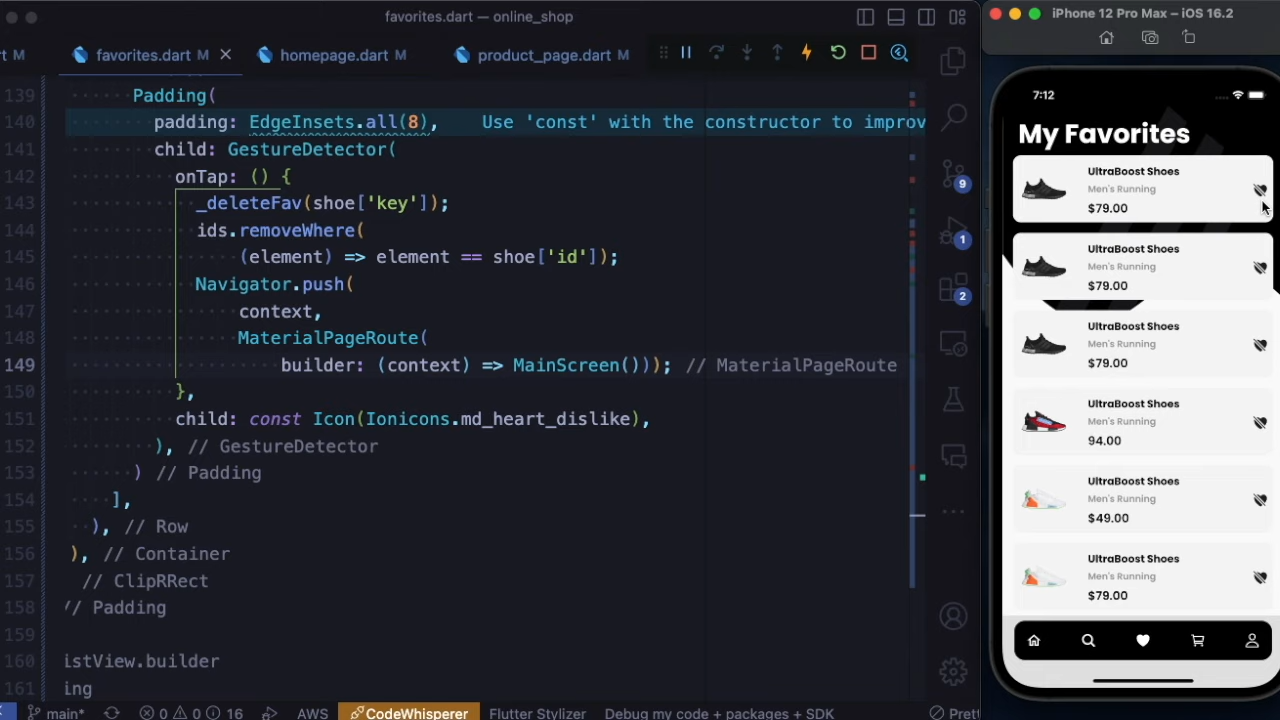 favorites.dart — online_shop
rt M favorites.dart M homepage.dart M product_page.dart M
139 Padding(
140 padding: EdgeInsets.all(8), Use 'const' with the constructor to improv
141 child: GestureDetector(
142 onTap: () {
143 _deleteFav(shoe['key']);
144 ids.removeWhere(
145 (element) => element == shoe['id']);
146 Navigator.push(
147 context,
148 MaterialPageRoute(
149 builder: (context) => MainScreen())); // MaterialPageRoute
150 },
151 child: const Icon(Ionicons.md_heart_dislike),
152 ), // GestureDetector
153 ) // Padding
154 ],
155 ), // Row
156 ), // Container
157 // ClipRRect
158 // Padding
159
160 istView.builder
161 ing
9
1
2
main* 0 0 16 AWS CodeWhisperer Flutter Stylizer Debug my code + packages + SDK Prett
iPhone 12 Pro Max – iOS 16.2
7:12
My Favorites
UltraBoost Shoes
Men's Running
$79.00
UltraBoost Shoes
Men's Running
$79.00
UltraBoost Shoes
Men's Running
$79.00
UltraBoost Shoes
Men's Running
94.00
UltraBoost Shoes
Men's Running
$49.00
UltraBoost Shoes
Men's Running
$79.00